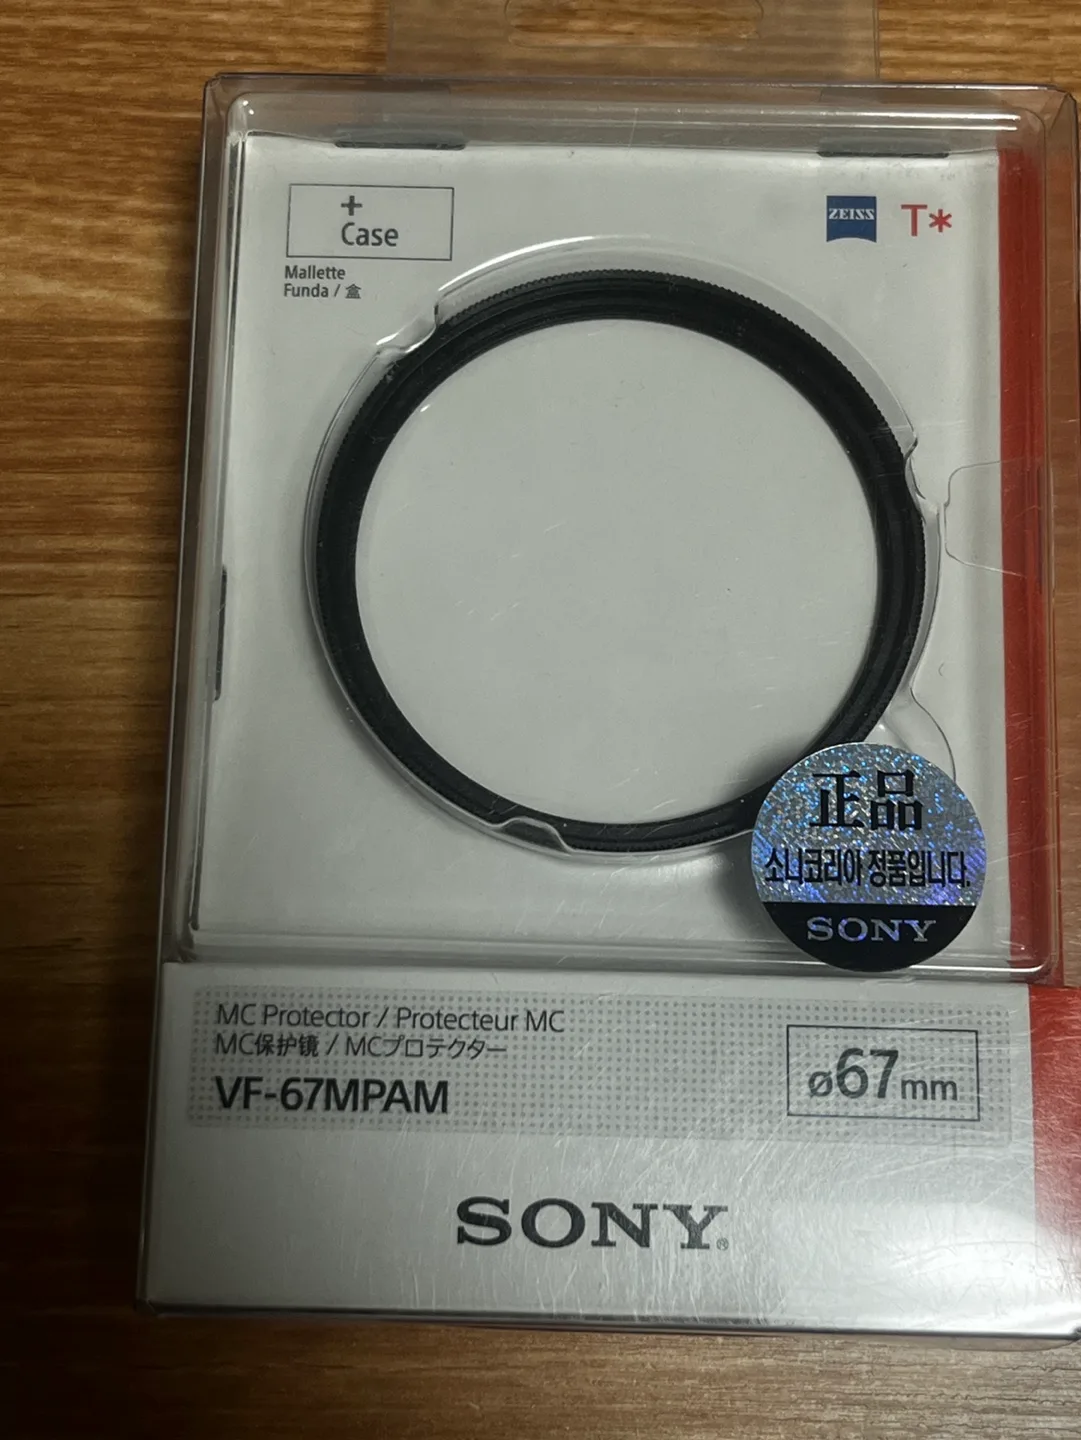 +
Case
Mallette
Funda / 盒
ZEISS
T*
正品
소니코리아 정품입니다.
SONY
MC Protector / Protecteur MC
MC保护镜 / MCプロテクター
VF-67MPAM
ø67mm
SONY®